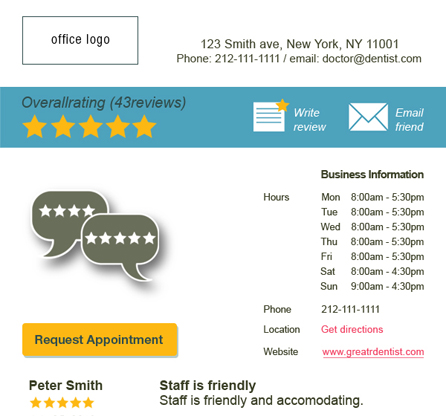 office logo
123 Smith ave, New York, NY 11001
Phone: 212-111-1111 / email: doctor@dentist.com
Overallrating (43reviews)
Write
review
Email
friend
Business Information
Hours Mon 8:00am - 5:30pm
Tue 8:00am - 5:30pm
Wed 8:00am - 5:30pm
Thu 8:00am - 5:30pm
Fri 8:00am - 5:30pm
Sat 8:00am - 4:30pm
Sun 9:00am - 4:30pm
Phone 212-111-1111
Location Get directions
Website www.greatrdentist.com
Request Appointment
Peter Smith
Staff is friendly
Staff is friendly and accomodating.